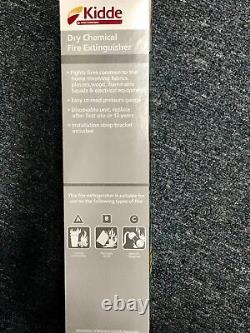 Kidde
Dry Chemical
Fire Extinguisher
• Fights fires common to the
home involving fabrics,
plastics, wood, flammable
liquids & electrical equipment
• Easy to read pressure gauge
• Disposable unit, replace
after first use or 12 years
• Installation strap bracket
included
This fire extinguisher is suitable for
use on the following types of fire
A
B
C